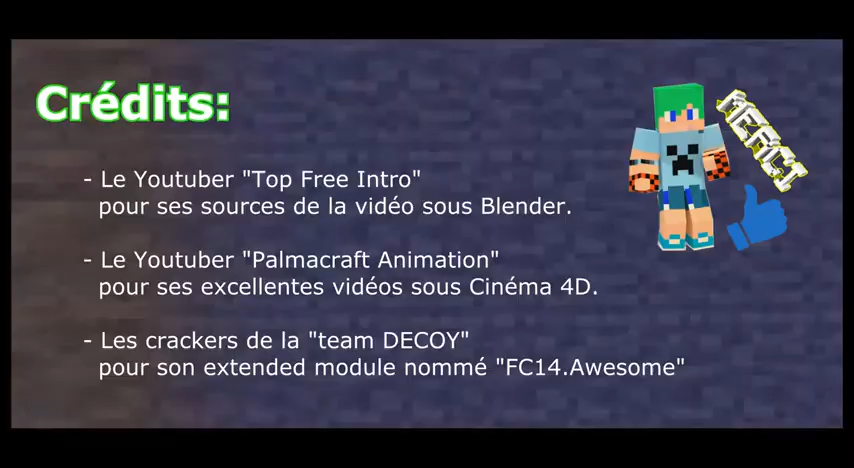 Crédits:
MERCI
- Le Youtuber "Top Free Intro"
pour ses sources de la vidéo sous Blender.
- Le Youtuber "Palmacraft Animation"
pour ses excellentes vidéos sous Cinéma 4D.
- Les crackers de la "team DECOY"
pour son extended module nommé "FC14.Awesome"